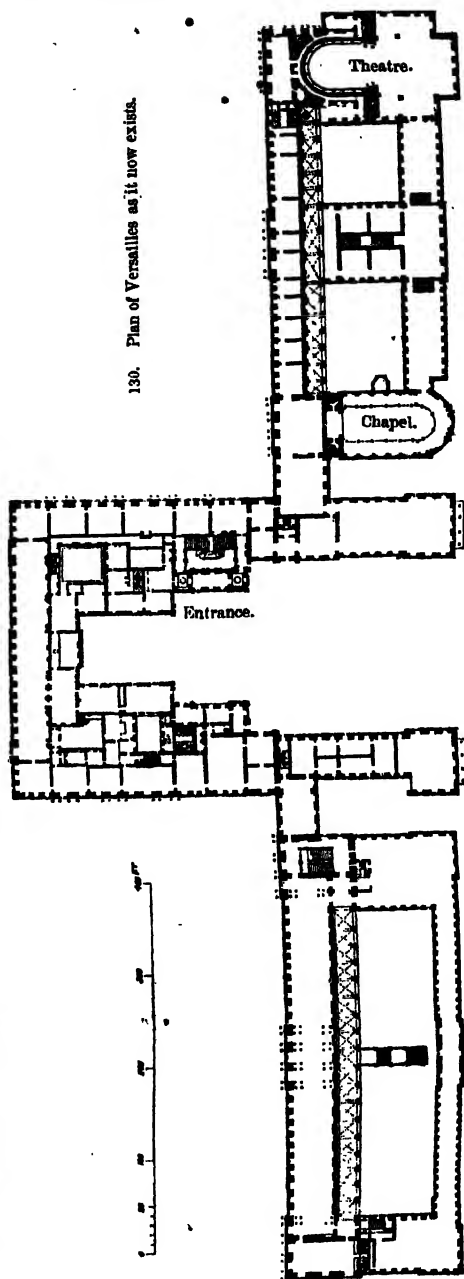 130. Plan of Versailles as it now exists.
Theatre.
Chapel.
Entrance.